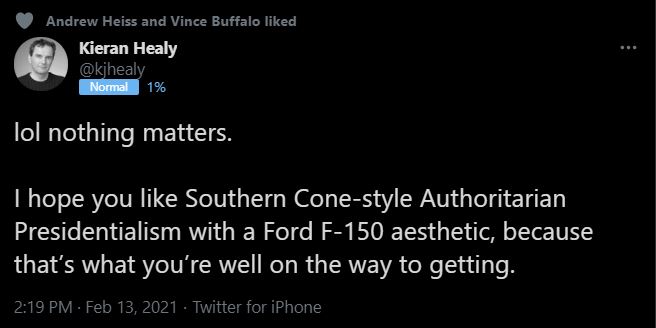 Andrew Heiss and Vince Buffalo liked
Kieran Healy
@kjhealy
Normal 1%
lol nothing matters.
I hope you like Southern Cone-style Authoritarian
Presidentialism with a Ford F-150 aesthetic, because
that’s what you’re well on the way to getting.
2:19 PM · Feb 13, 2021 · Twitter for iPhone